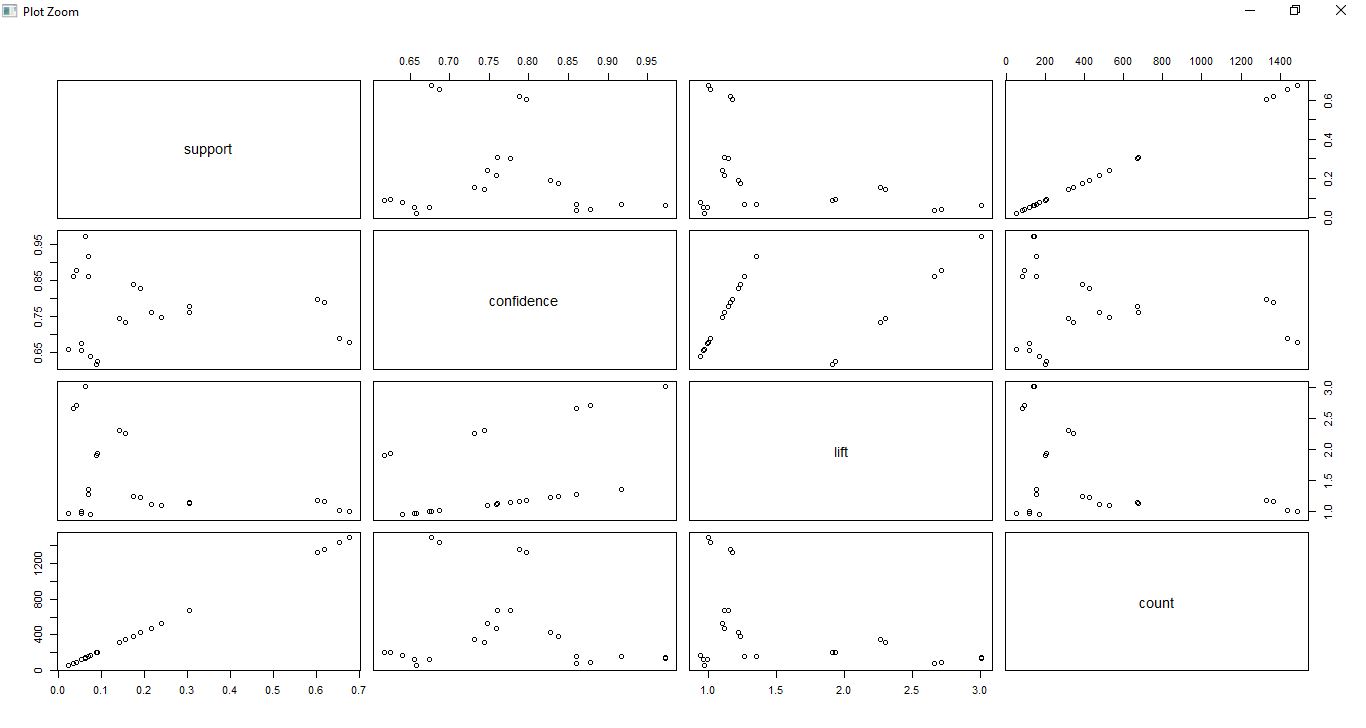 Plot Zoom
0.65 0.70 0.75 0.80 0.85 0.90 0.95
0 200 400 600 800 1000 1400
support
0.0 0.2 0.4 0.6
0.65 0.75 0.85 0.95
confidence
lift
1.0 1.5 2.0 2.5 3.0
0 400 800 1200
count
0.0 0.1 0.2 0.3 0.4 0.5 0.6 0.7
1.0 1.5 2.0 2.5 3.0